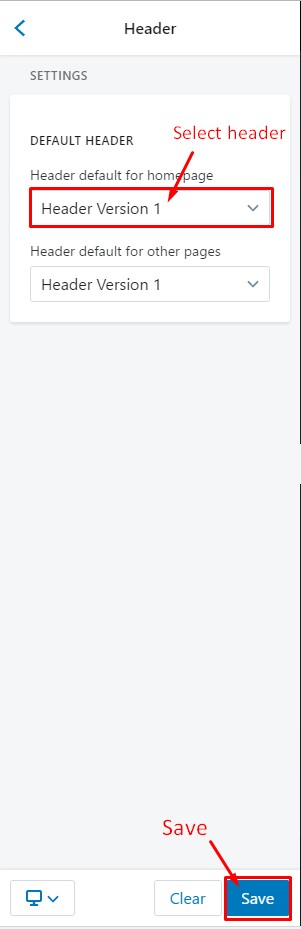 Header
SETTINGS
DEFAULT HEADER
Select header
Header default for homepage
Header Version 1
Header default for other pages
Header Version 1
Save
Clear
Save